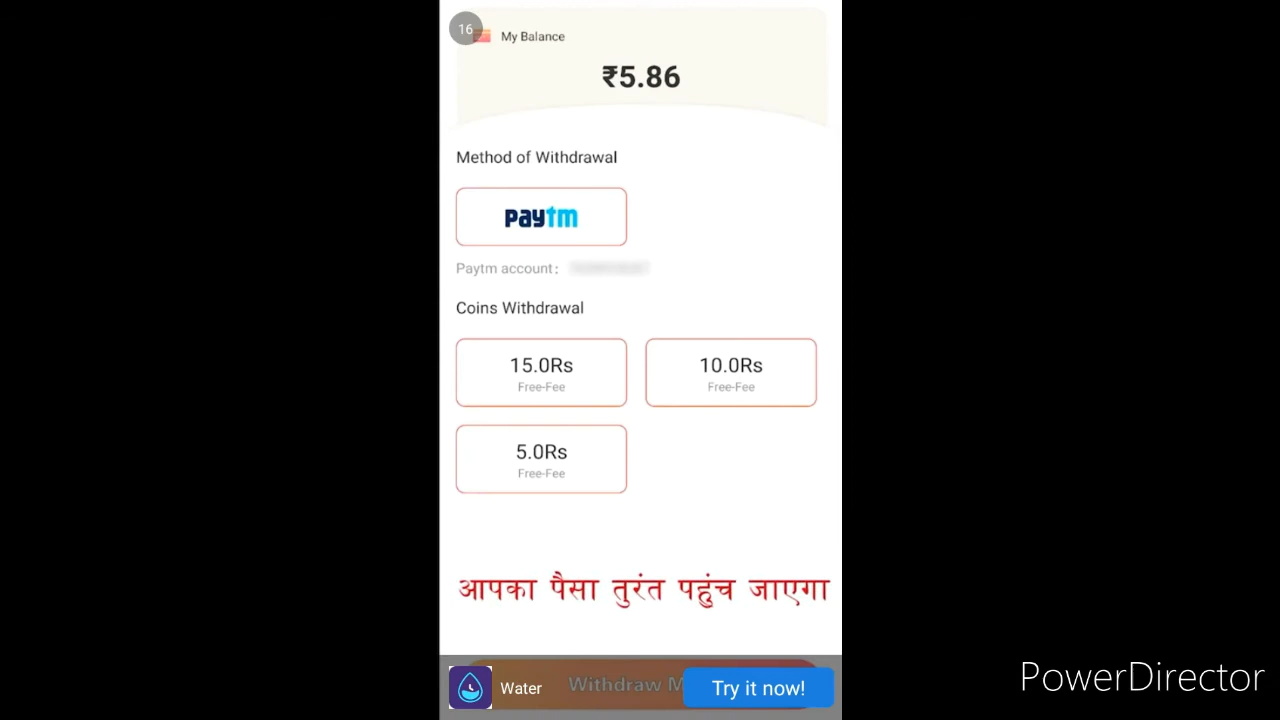 16
My Balance
₹5.86
Method of Withdrawal
paytm
Paytm account:
Coins Withdrawal
15.0Rs
Free-Fee
10.0Rs
Free-Fee
5.0Rs
Free-Fee
आपका पैसा तुरंत पहुंच जाएगा
Water
Withdraw
Try it now!
PowerDirector